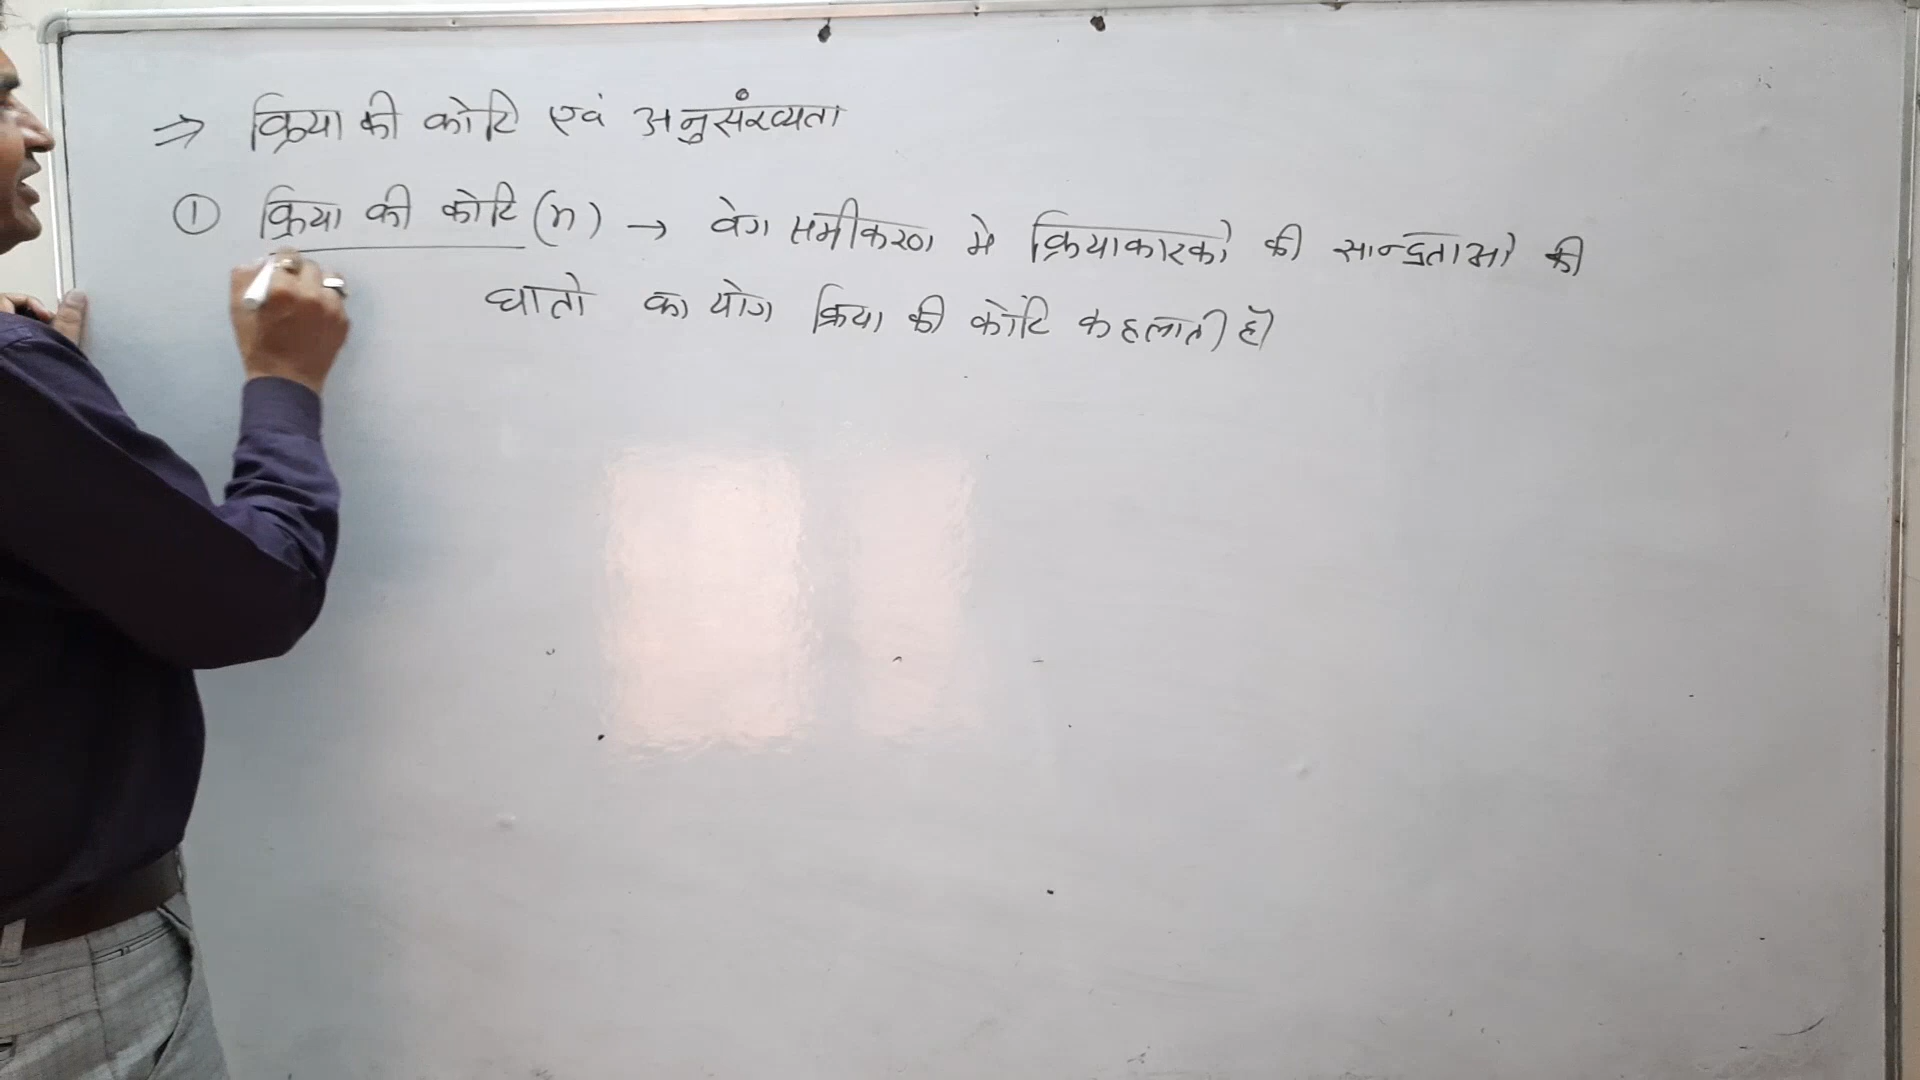 ⇒ क्रिया की कोटि एवं अनुसंख्यता
① क्रिया की कोटि (n) → वेग समीकरण मे क्रियाकारको की सान्द्रताओ की
घातो का योग क्रिया की कोटि कहलाती है